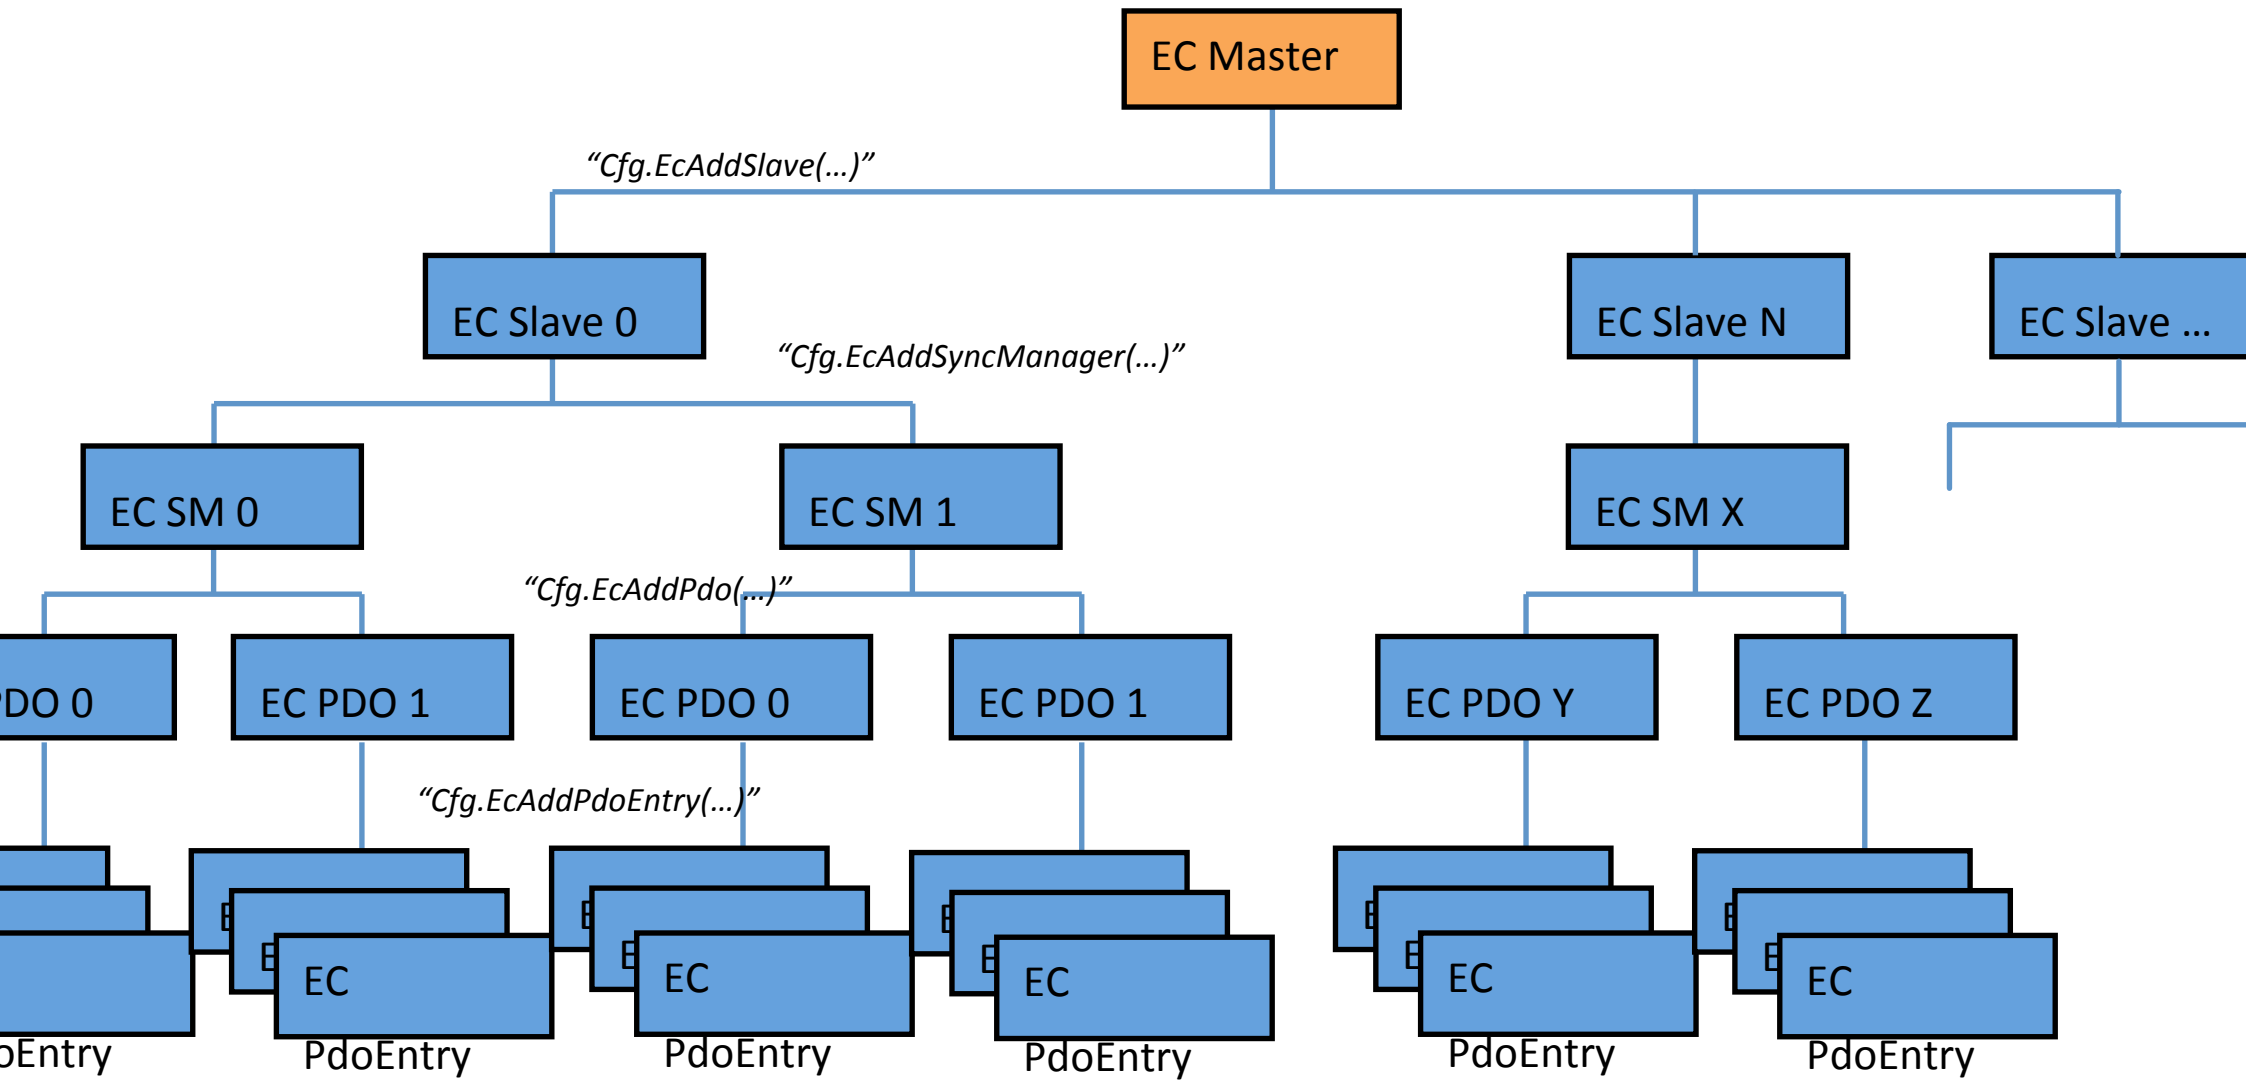 EC Master
“Cfg.EcAddSlave(...)”
EC Slave 0
EC Slave N
EC Slave ...
“Cfg.EcAddSyncManager(...)”
EC SM 0
EC SM 1
EC SM X
“Cfg.EcAddPdo(...)”
PDO 0
EC PDO 1
EC PDO 0
EC PDO 1
EC PDO Y
EC PDO Z
“Cfg.EcAddPdoEntry(...)”
EC
PdoEntry
EC
PdoEntry
EC
PdoEntry
EC
PdoEntry
EC
PdoEntry